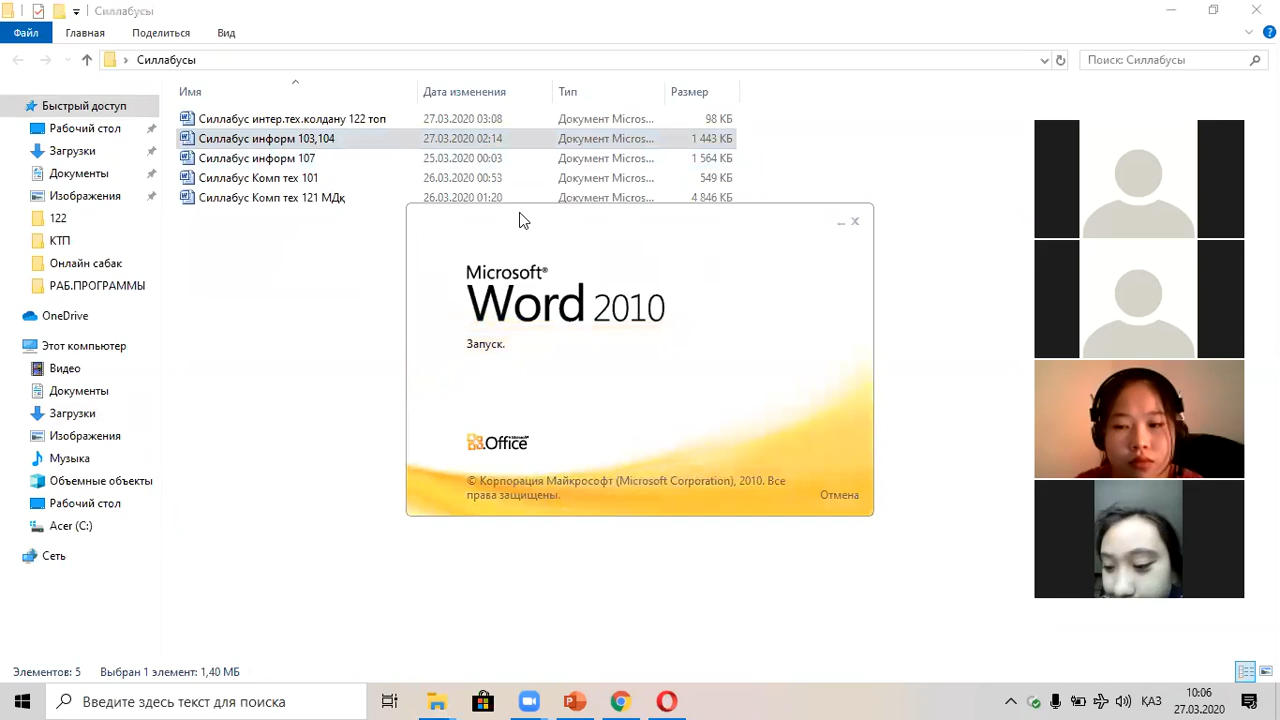 Силлабусы
Файл Главная Поделиться Вид
Силлабусы Поиск: Силлабусы
Имя Дата изменения Тип Размер
Быстрый доступ
Рабочий стол
Загрузки
Документы
Изображения
122
КТП
Онлайн сабак
РАБ.ПРОГРАММЫ
OneDrive
Этот компьютер
Видео
Документы
Загрузки
Изображения
Музыка
Объемные объекты
Рабочий стол
Acer (C:)
Сеть
Силлабус интер.тех.колдану 122 топ 27.03.2020 03:08 Документ Micros... 98 КБ
Силлабус информ 103,104 27.03.2020 02:14 Документ Micros... 1 443 КБ
Силлабус информ 107 25.03.2020 00:03 Документ Micros... 1 564 КБ
Силлабус Комп тех 101 26.03.2020 00:53 Документ Micros... 549 КБ
Силлабус Комп тех 121 МДқ 26.03.2020 01:20 Документ Micros... 4 846 КБ
Microsoft®
Word 2010
Запуск.
Microsoft®
Office
© Корпорация Майкрософт (Microsoft Corporation), 2010. Все
права защищены. Отмена
Элементов: 5 Выбран 1 элемент: 1,40 МБ
Введите здесь текст для поиска
КАЗ
10:06
27.03.2020